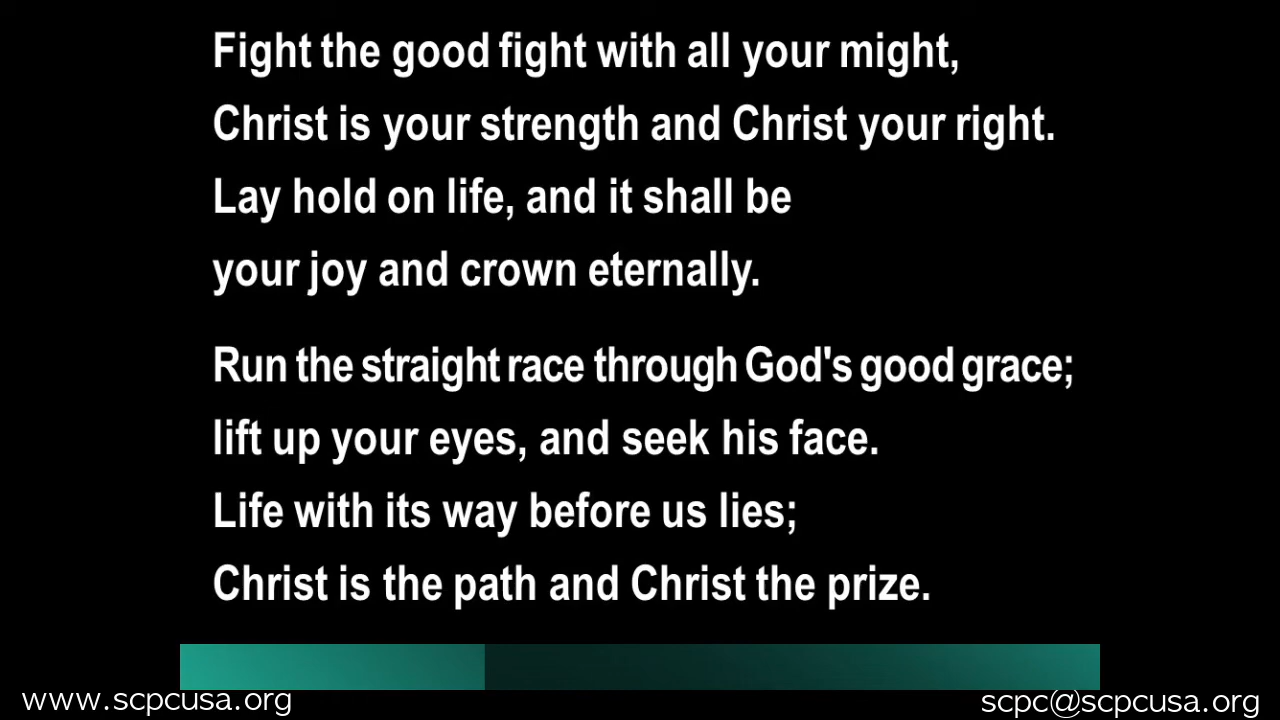 Fight the good fight with all your might,
Christ is your strength and Christ your right.
Lay hold on life, and it shall be
your joy and crown eternally.
Run the straight race through God's good grace;
lift up your eyes, and seek his face.
Life with its way before us lies;
Christ is the path and Christ the prize.
www.scpcusa.org
scpc@scpcusa.org